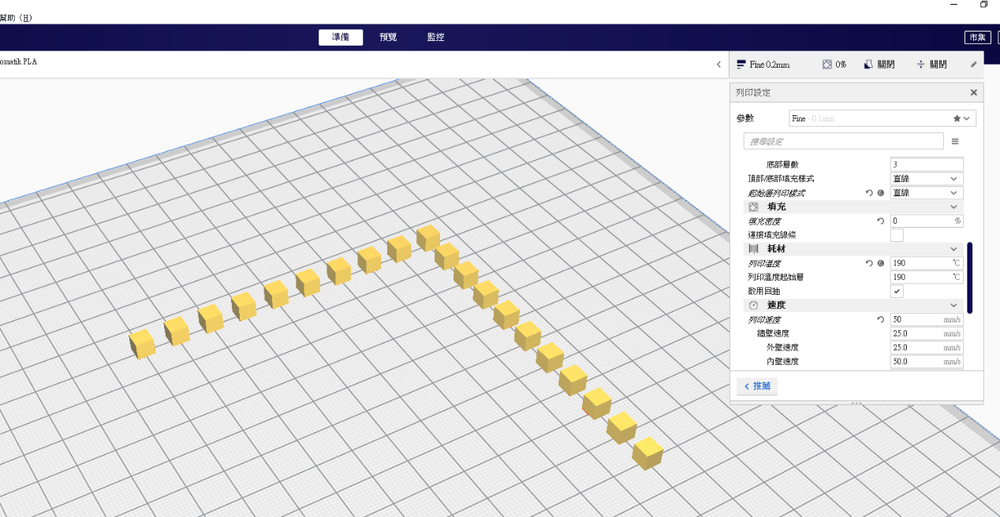 幫助 (H)
準備 預覽 監控 市集
omatik PLA
Fine 0.2mm 0% 關閉 關閉
列印設定
參數 Fine - 0.1mm
搜尋設定
底部層數 3
頂部/底部填充樣式 直線
起始層列印樣式 直線
填充
填充密度 0 %
連接填充線條
耗材
列印溫度 190 °C
列印溫度起始層 190 °C
啟用回抽
速度
列印速度 50 mm/s
牆壁速度 25.0 mm/s
外壁速度 25.0 mm/s
內壁速度 50.0 mm/s
推薦